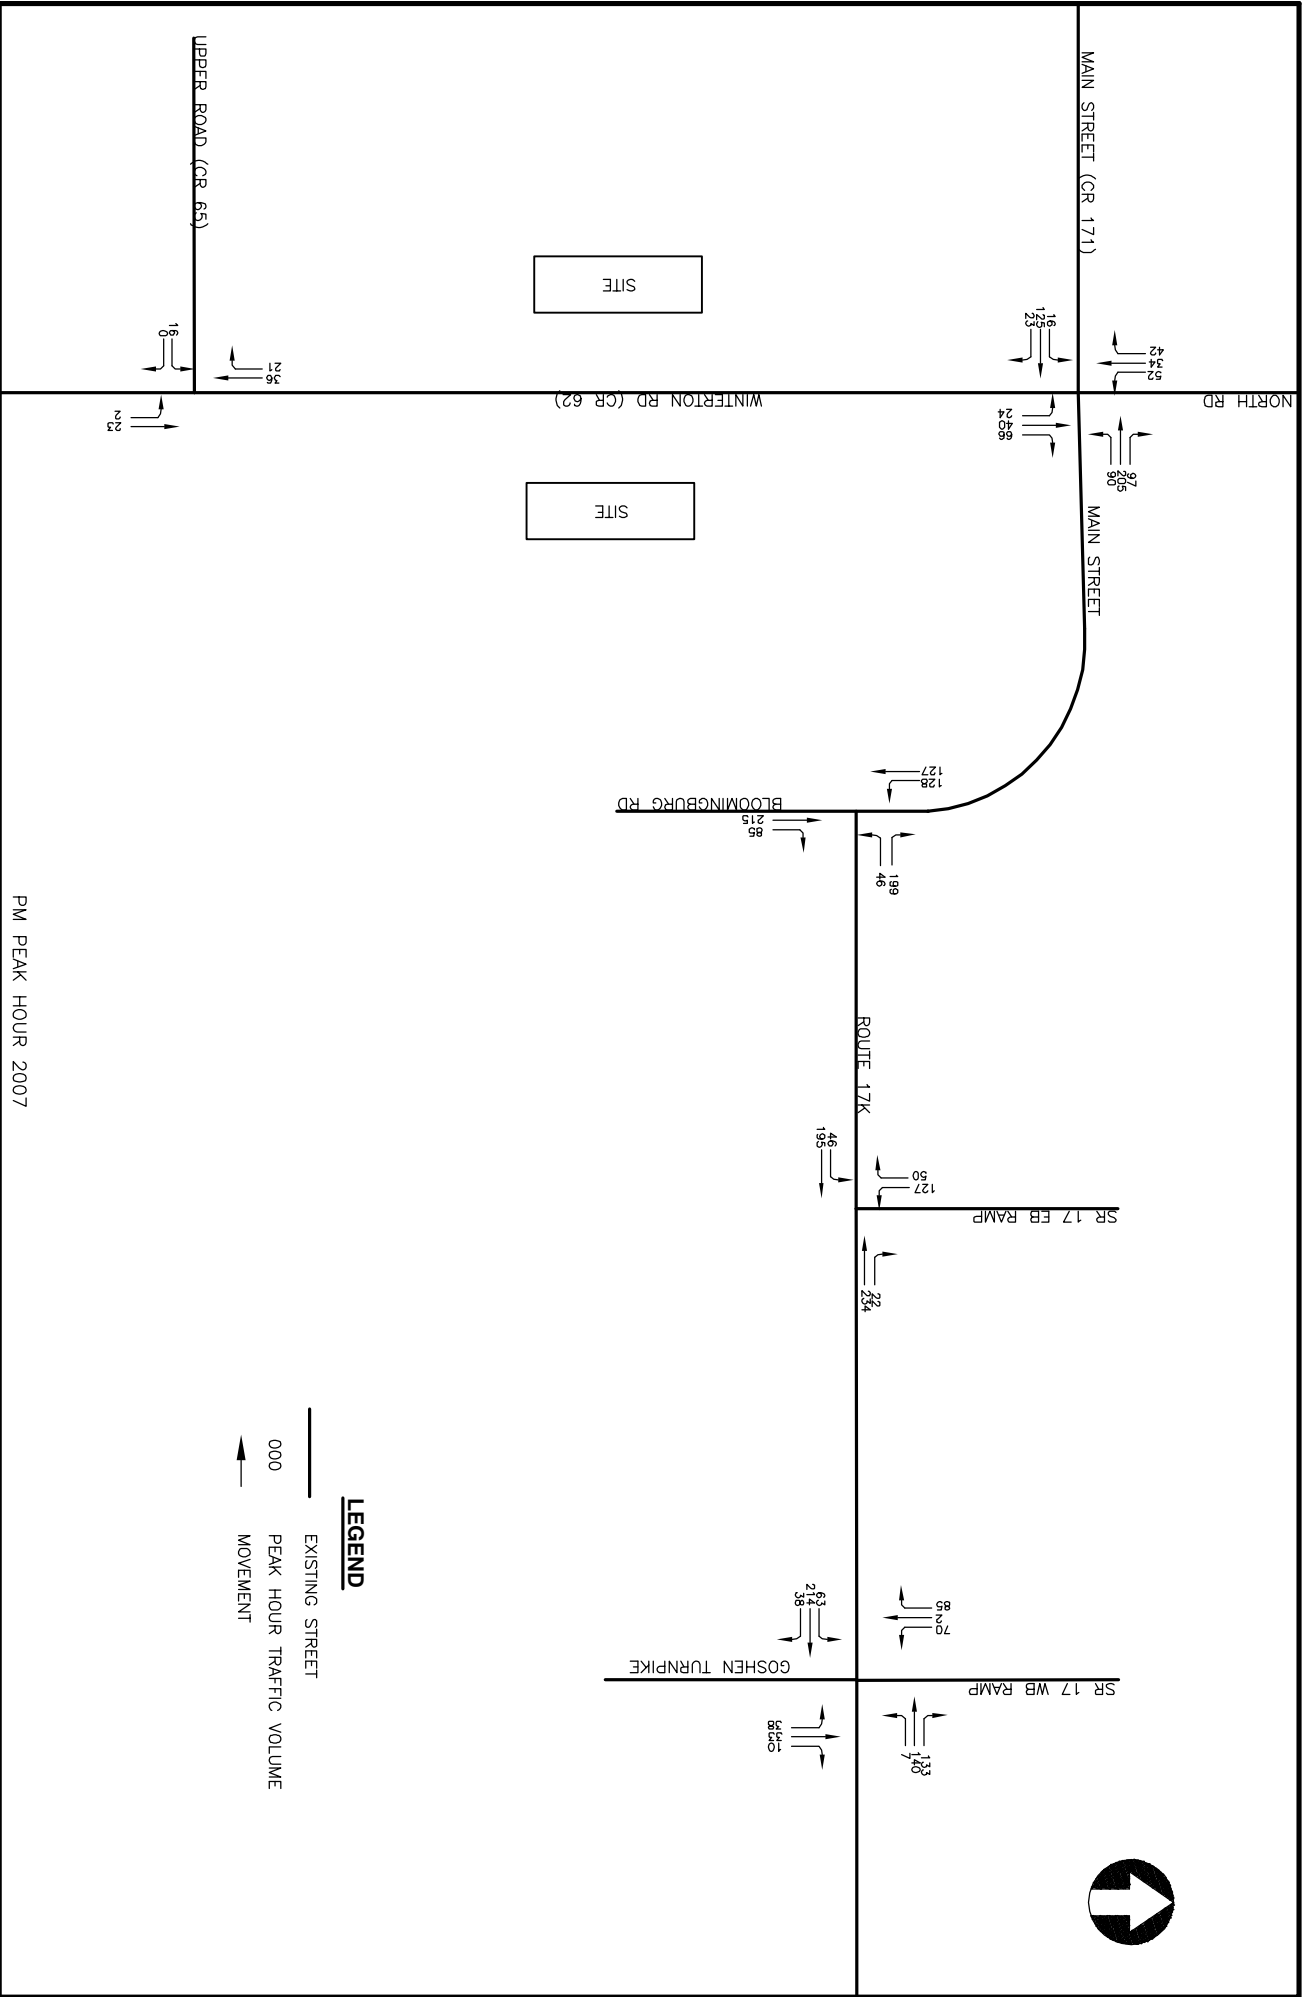 UPPER ROAD (CR 65)
MAIN STREET (CR 171)
NORTH RD
WINTERTON RD (CR 62)
SITE
SITE
MAIN STREET
BLOOMINGBURG RD
ROUTE 17K
SR 17 EB RAMP
GOSHEN TURNPIKE
SR 17 WB RAMP
42
34
52
16
125
23
97
205
90
24
40
66
21
36
16
0
2
23
127
128
215
85
199
46
46
195
50
127
22
234
63
214
38
85
2
70
133
140
7
38
33
10
LEGEND
EXISTING STREET
000 PEAK HOUR TRAFFIC VOLUME
MOVEMENT
PM PEAK HOUR 2007